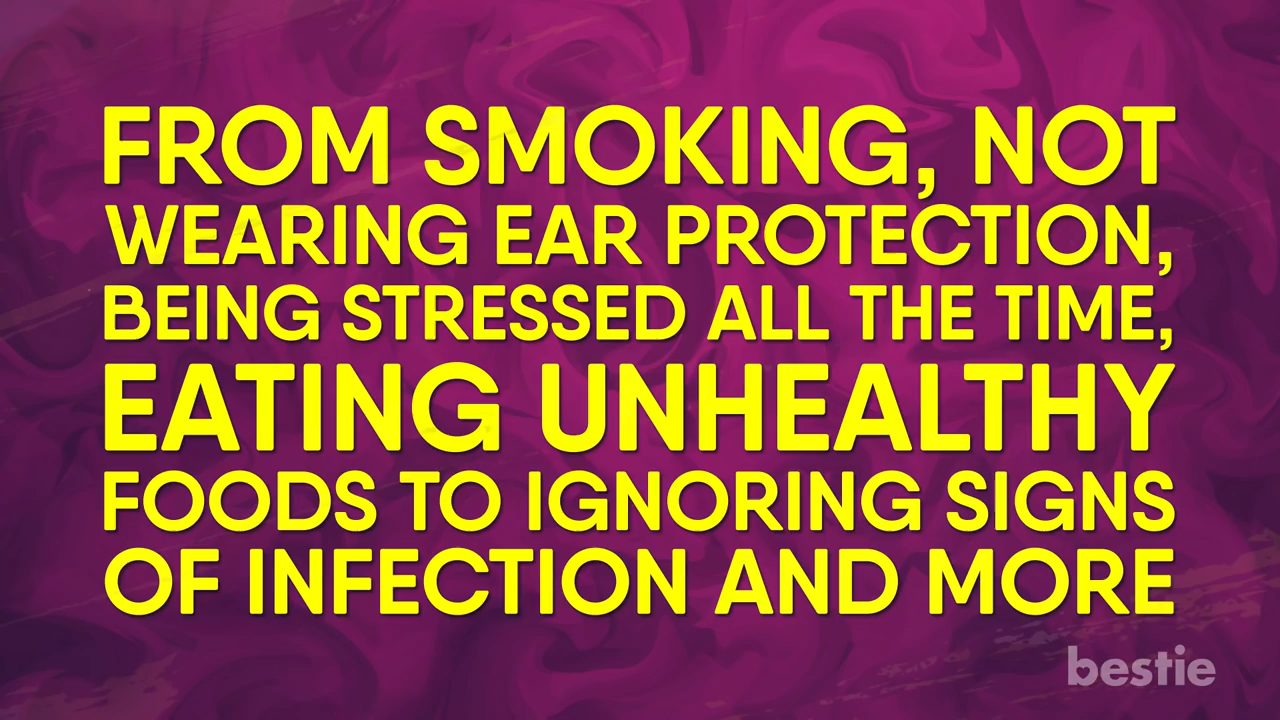 FROM SMOKING, NOT
WEARING EAR PROTECTION,
BEING STRESSED ALL THE TIME,
EATING UNHEALTHY
FOODS TO IGNORING SIGNS
OF INFECTION AND MORE
bestie